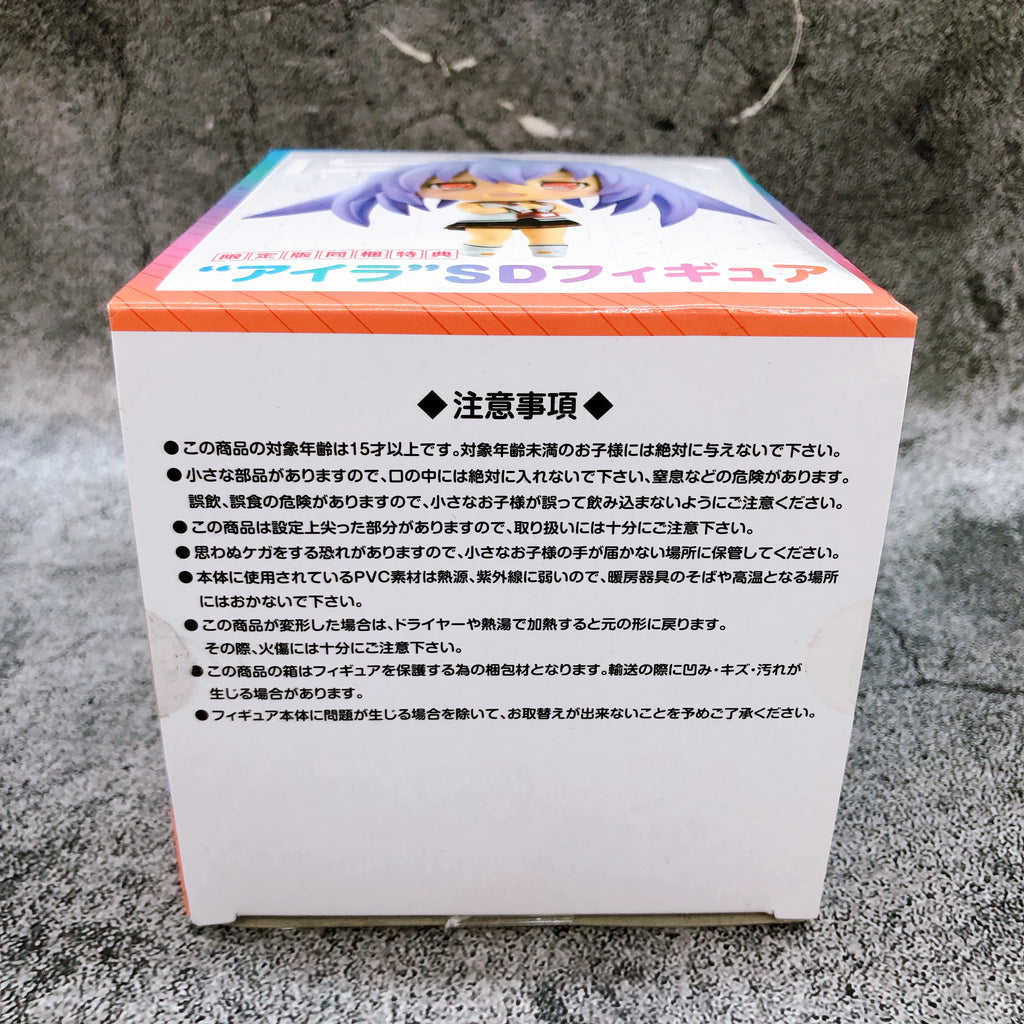 限定版同梱特典
“アイラ”SDフィギュア
◆注意事項◆
●この商品の対象年齢は15才以上です。対象年齢未満のお子様には絶対に与えないで下さい。
●小さな部品がありますので、口の中には絶対に入れないで下さい、窒息などの危険があります。
誤飲、誤食の危険がありますので、小さなお子様が誤って飲み込まないようにご注意ください。
●この商品は設定上尖った部分がありますので、取り扱いには十分にご注意下さい。
●思わぬケガをする恐れがありますので、小さなお子様の手が届かない場所に保管してください。
●本体に使用されているPVC素材は熱源、紫外線に弱いので、暖房器具のそばや高温となる場所
にはおかないで下さい。
●この商品が変形した場合は、ドライヤーや熱湯で加熱すると元の形に戻ります。
その際、火傷には十分にご注意下さい。
●この商品の箱はフィギュアを保護する為の梱包材となります。輸送の際に凹み・キズ・汚れが
生じる場合があります。
●フィギュア本体に問題が生じる場合を除いて、お取替えが出来ないことを予めご了承ください。